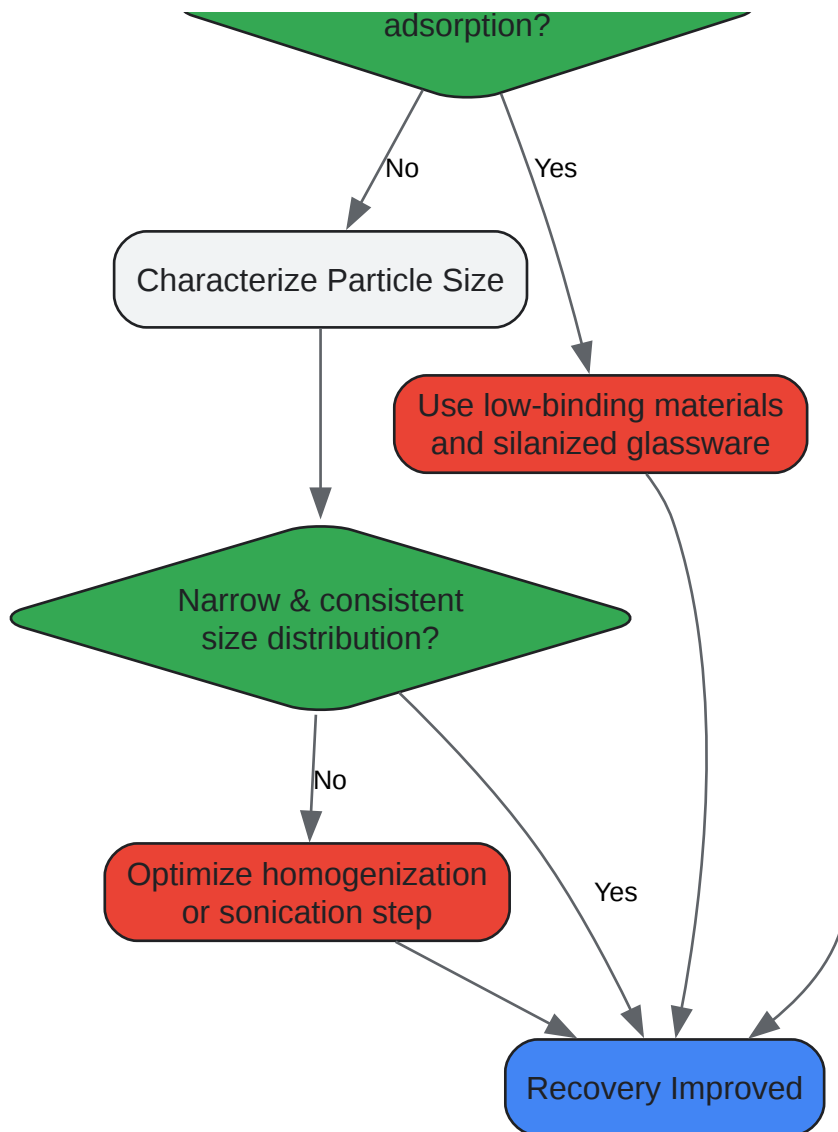 adsorption?
No
Yes
Characterize Particle Size
Use low-binding materials
and silanized glassware
Narrow & consistent
size distribution?
No
Optimize homogenization
or sonication step
Yes
Recovery Improved